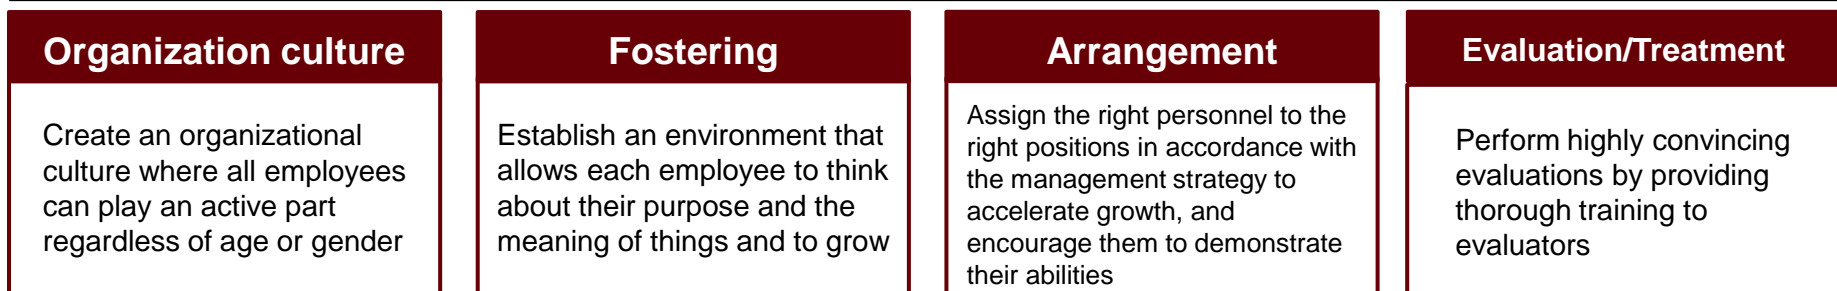 Organization culture
Create an organizational
culture where all employees
can play an active part
regardless of age or gender
Fostering
Establish an environment that
allows each employee to think
about their purpose and the
meaning of things and to grow
Arrangement
Assign the right personnel to the
right positions in accordance with
the management strategy to
accelerate growth, and
encourage them to demonstrate
their abilities
Evaluation/Treatment
Perform highly convincing
evaluations by providing
thorough training to
evaluators